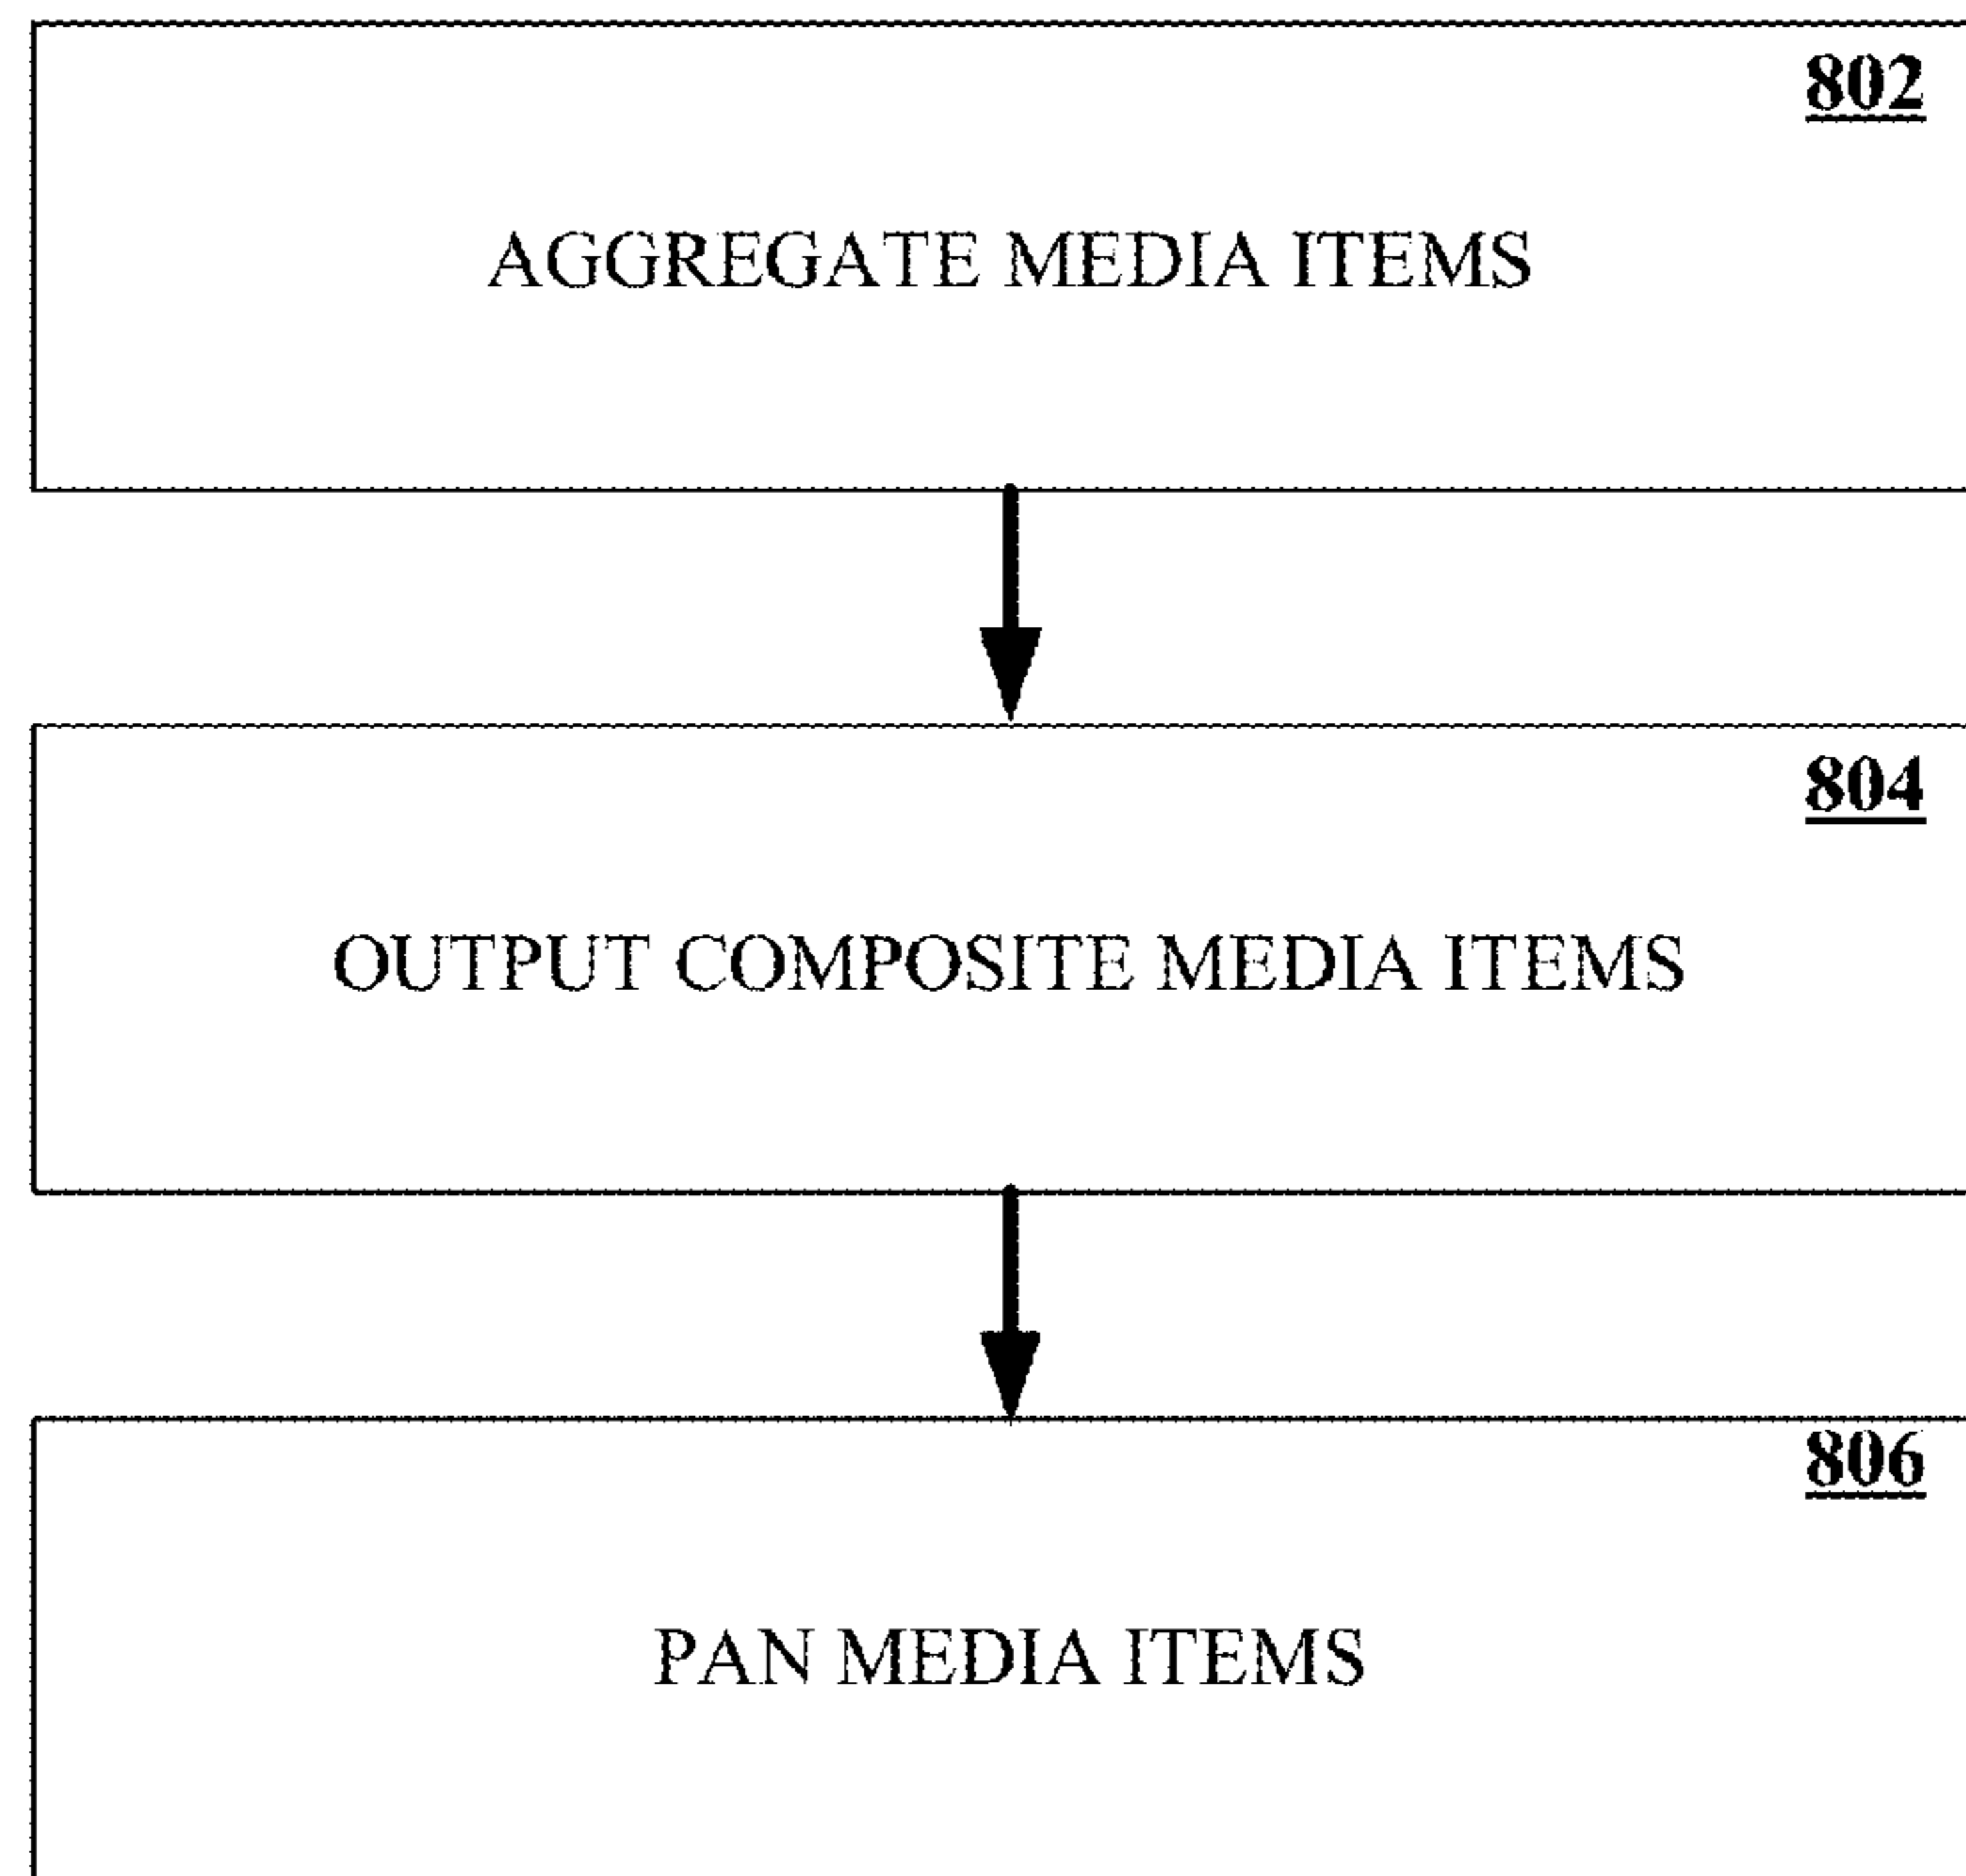 802
AGGREGATE MEDIA ITEMS
804
OUTPUT COMPOSITE MEDIA ITEMS
806
PAN MEDIA ITEMS